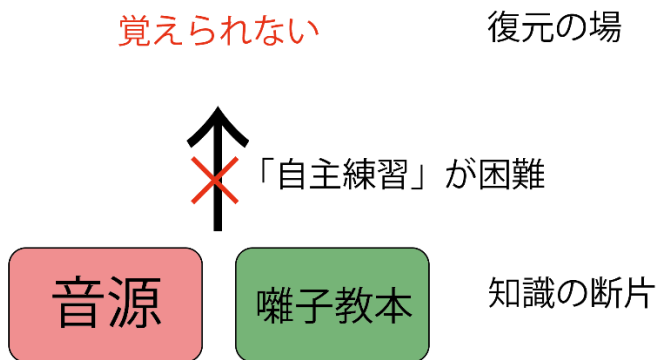 覚えられない
復元の場
「自主練習」が困難
音源
囃子教本
知識の断片